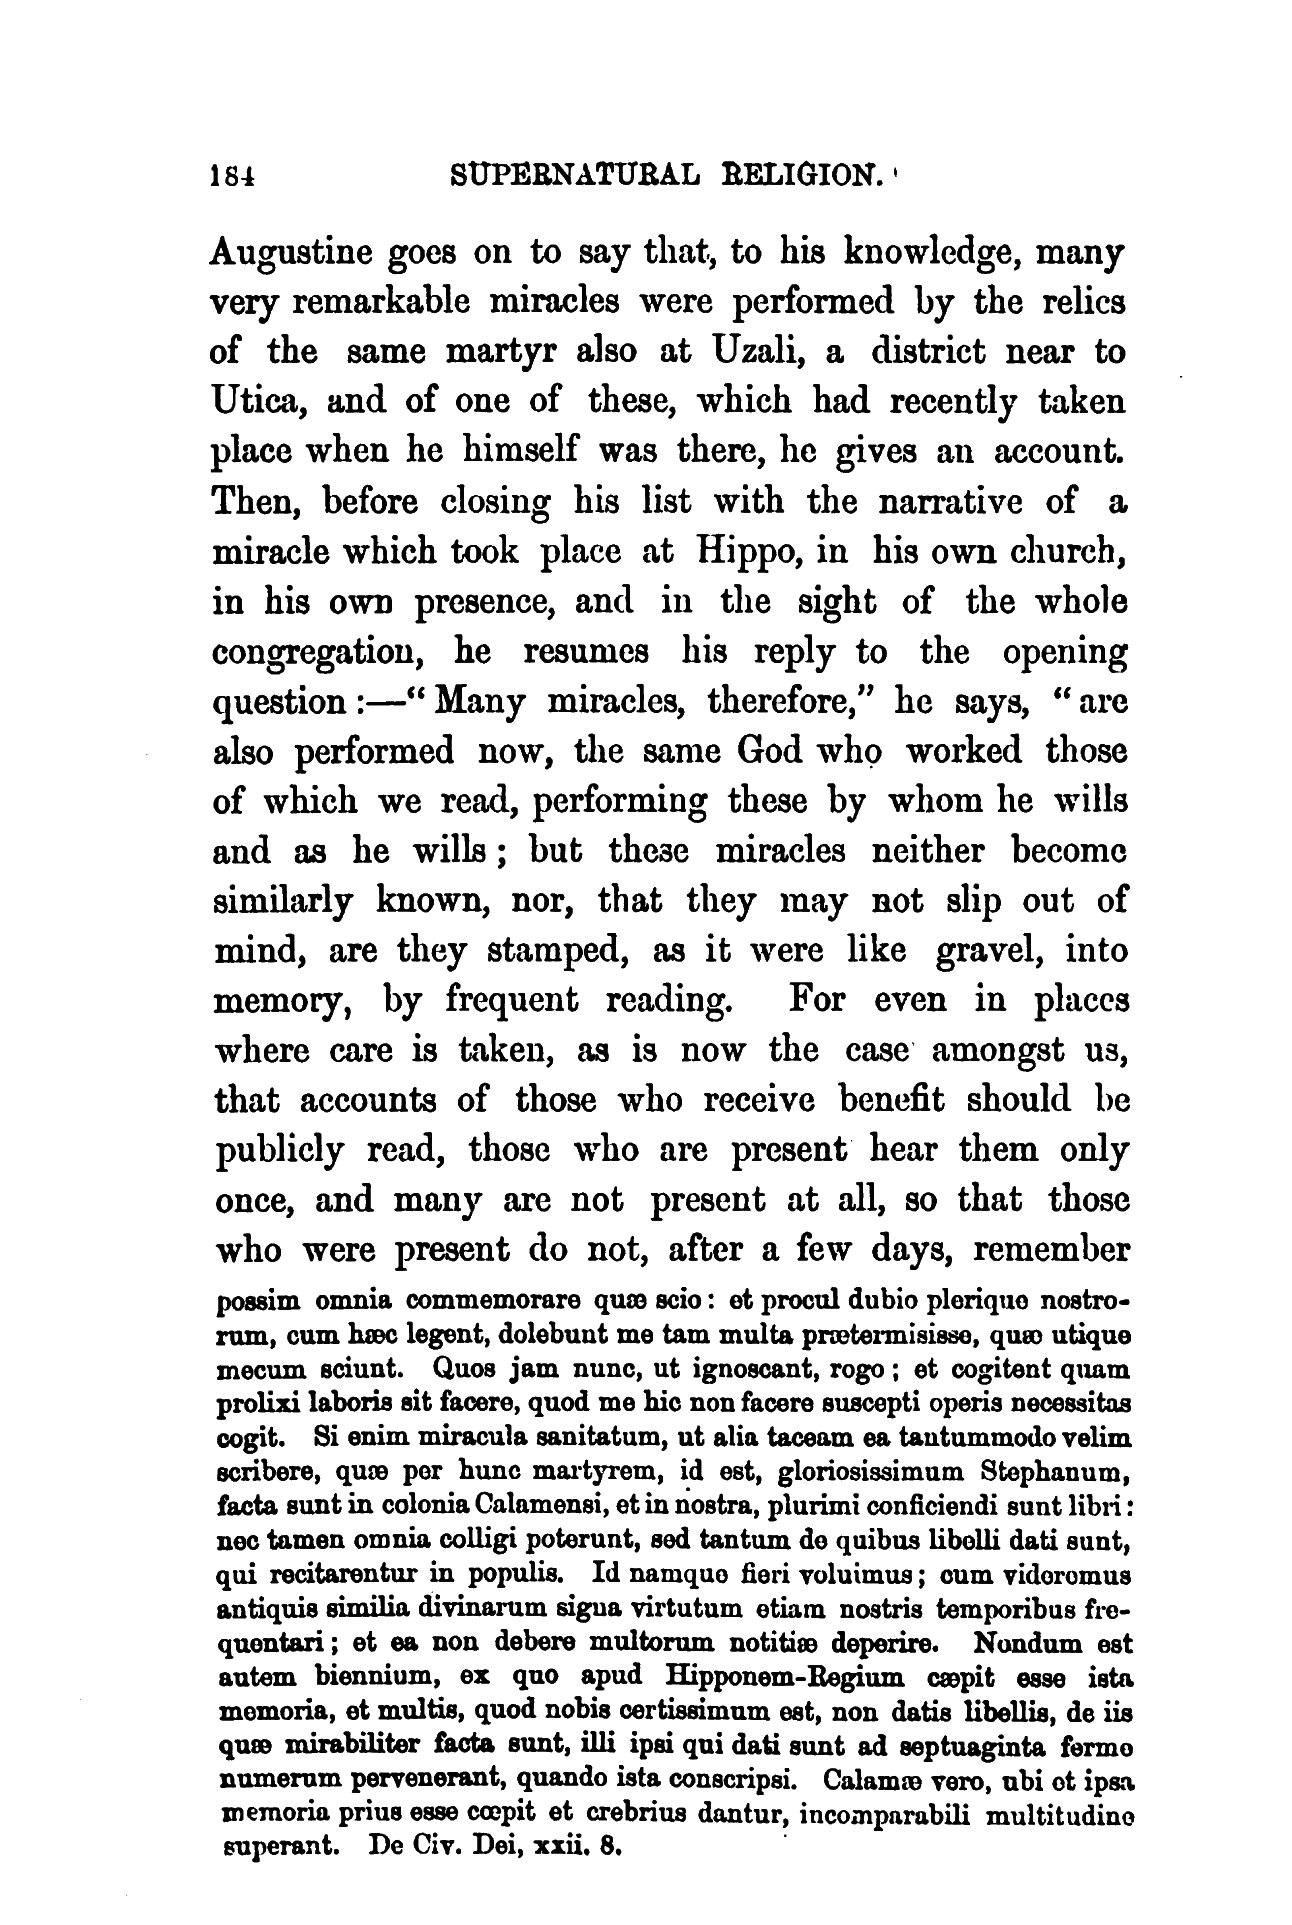 184 SUPERNATURAL RELIGION.
Augustine goes on to say that, to his knowledge, many
very remarkable miracles were performed by the relics
of the same martyr also at Uzali, a district near to
Utica, and of one of these, which had recently taken
place when he himself was there, he gives an account.
Then, before closing his list with the narrative of a
miracle which took place at Hippo, in his own church,
in his own presence, and in the sight of the whole
congregation, he resumes his reply to the opening
question :—“ Many miracles, therefore,” he says, “ are
also performed now, the same God who worked those
of which we read, performing these by whom he wills
and as he wills ; but these miracles neither become
similarly known, nor, that they may not slip out of
mind, are they stamped, as it were like gravel, into
memory, by frequent reading. For even in places
where care is taken, as is now the case amongst us,
that accounts of those who receive benefit should be
publicly read, those who are present hear them only
once, and many are not present at all, so that those
who were present do not, after a few days, remember
possim omnia commemorare quæ scio : et procul dubio plerique nostro-
rum, cum hæc legent, dolebunt me tam multa prætermisisse, quæ utique
mecum sciunt. Quos jam nunc, ut ignoscant, rogo ; et cogitent quam
prolixi laboris sit facere, quod me hic non facere suscepti operis necessitas
cogit. Si enim miracula sanitatum, ut alia taceam ea tantummodo velim
scribere, quæ per hunc martyrem, id est, gloriosissimum Stephanum,
facta sunt in colonia Calamensi, et in nostra, plurimi conficiendi sunt libri :
nec tamen omnia colligi poterunt, sed tantum de quibus libelli dati sunt,
qui recitarentur in populis. Id namque fieri voluimus ; cum videremus
antiquis similia divinarum signa virtutum etiam nostris temporibus fre-
quentari ; et ea non debere multorum notitiæ deperire. Nondum est
autem biennium, ex quo apud Hipponem-Regium cæpit esse ista
memoria, et multis, quod nobis certissimum est, non datis libellis, de iis
quæ mirabiliter facta sunt, illi ipsi qui dati sunt ad septuaginta ferme
numerum pervenerant, quando ista conscripsi. Calamæ vero, ubi et ipsa
memoria prius esse cœpit et crebrius dantur, incomparabili multitudine
superant. De Civ. Dei, xxii. 8.